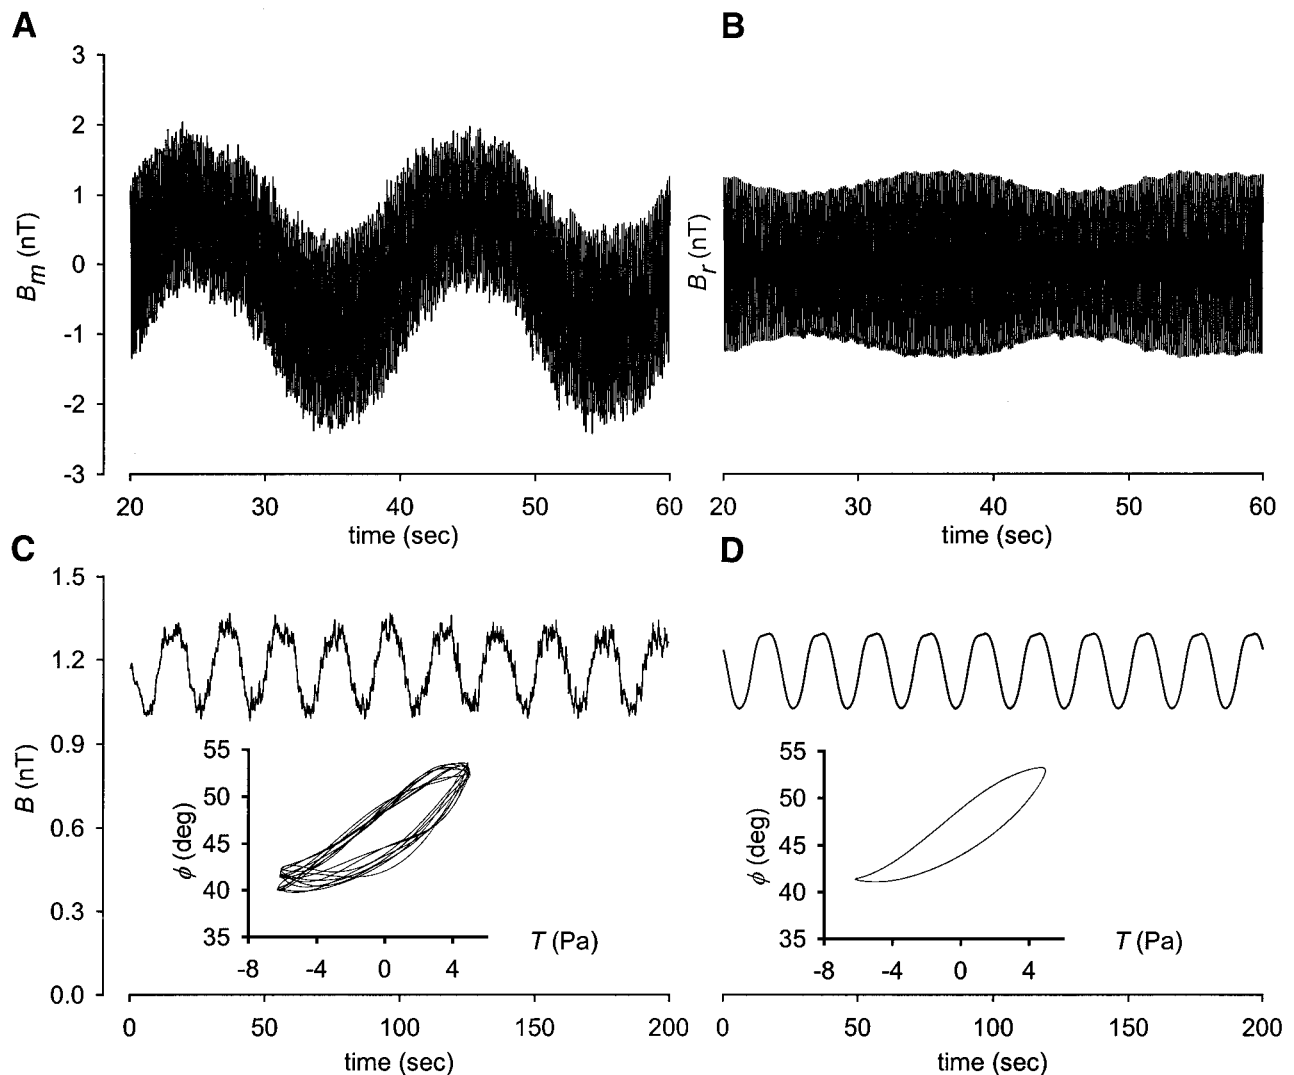 A
3
2
1
0
-1
-2
-3
Bm (nT)
20 30 40 50 60
time (sec)
B
Br (nT)
20 30 40 50 60
time (sec)
C
1.5
1.2
0.9
0.6
0.3
0.0
B (nT)
55
50
45
40
35
ϕ (deg)
-8 -4 0 4
T (Pa)
0 50 100 150 200
time (sec)
D
55
50
45
40
35
ϕ (deg)
-8 -4 0 4
T (Pa)
0 50 100 150 200
time (sec)